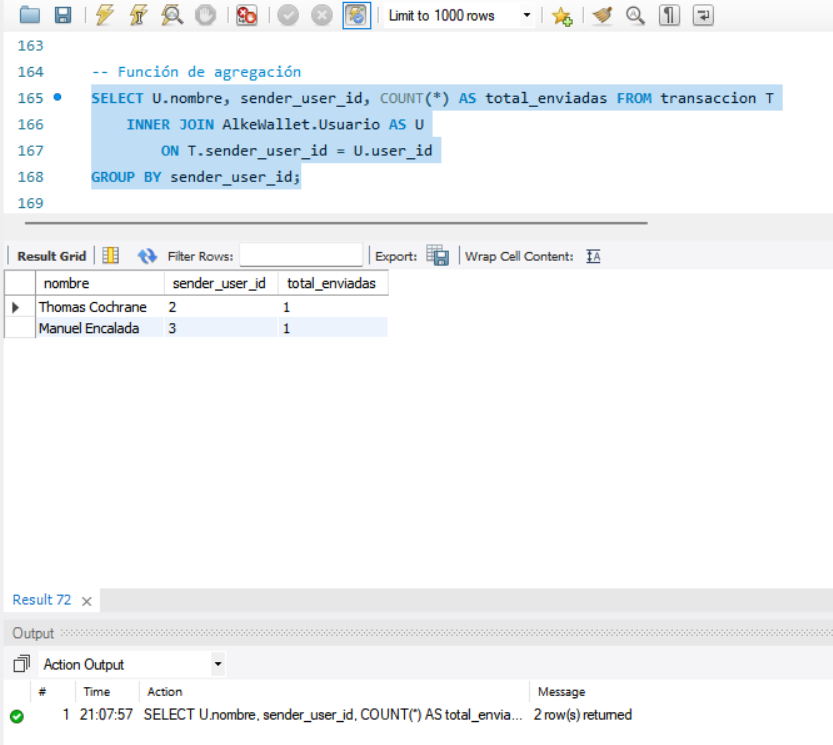 Limit to 1000 rows
163
164 -- Función de agregación
165 SELECT U.nombre, sender_user_id, COUNT(*) AS total_enviadas FROM transaccion T
166 INNER JOIN AlkeWallet.Usuario AS U
167 ON T.sender_user_id = U.user_id
168 GROUP BY sender_user_id;
169
Result Grid Filter Rows: Export: Wrap Cell Content: IA
nombre sender_user_id total_enviadas
Thomas Cochrane 2 1
Manuel Encalada 3 1
Result 72
Output
Action Output
# Time Action Message
1 21:07:57 SELECT U.nombre, sender_user_id, COUNT(*) AS total_envia... 2 row(s) returned